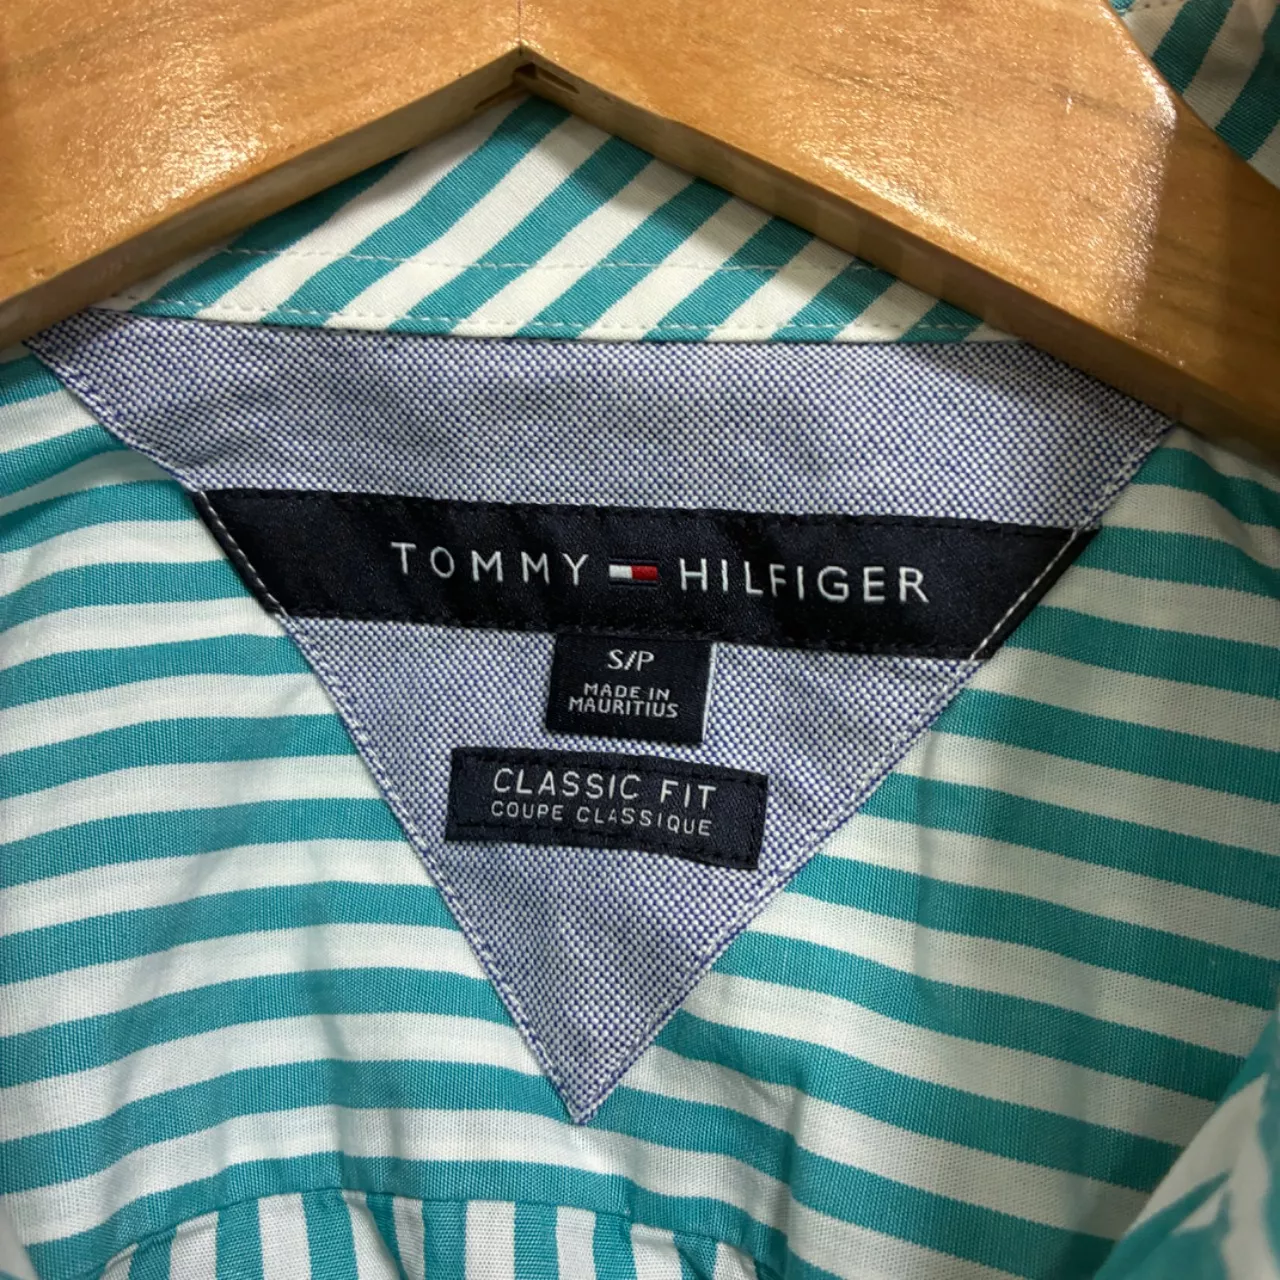 TOMMY HILFIGER
S/P
MADE IN
MAURITIUS
CLASSIC FIT
COUPE CLASSIQUE